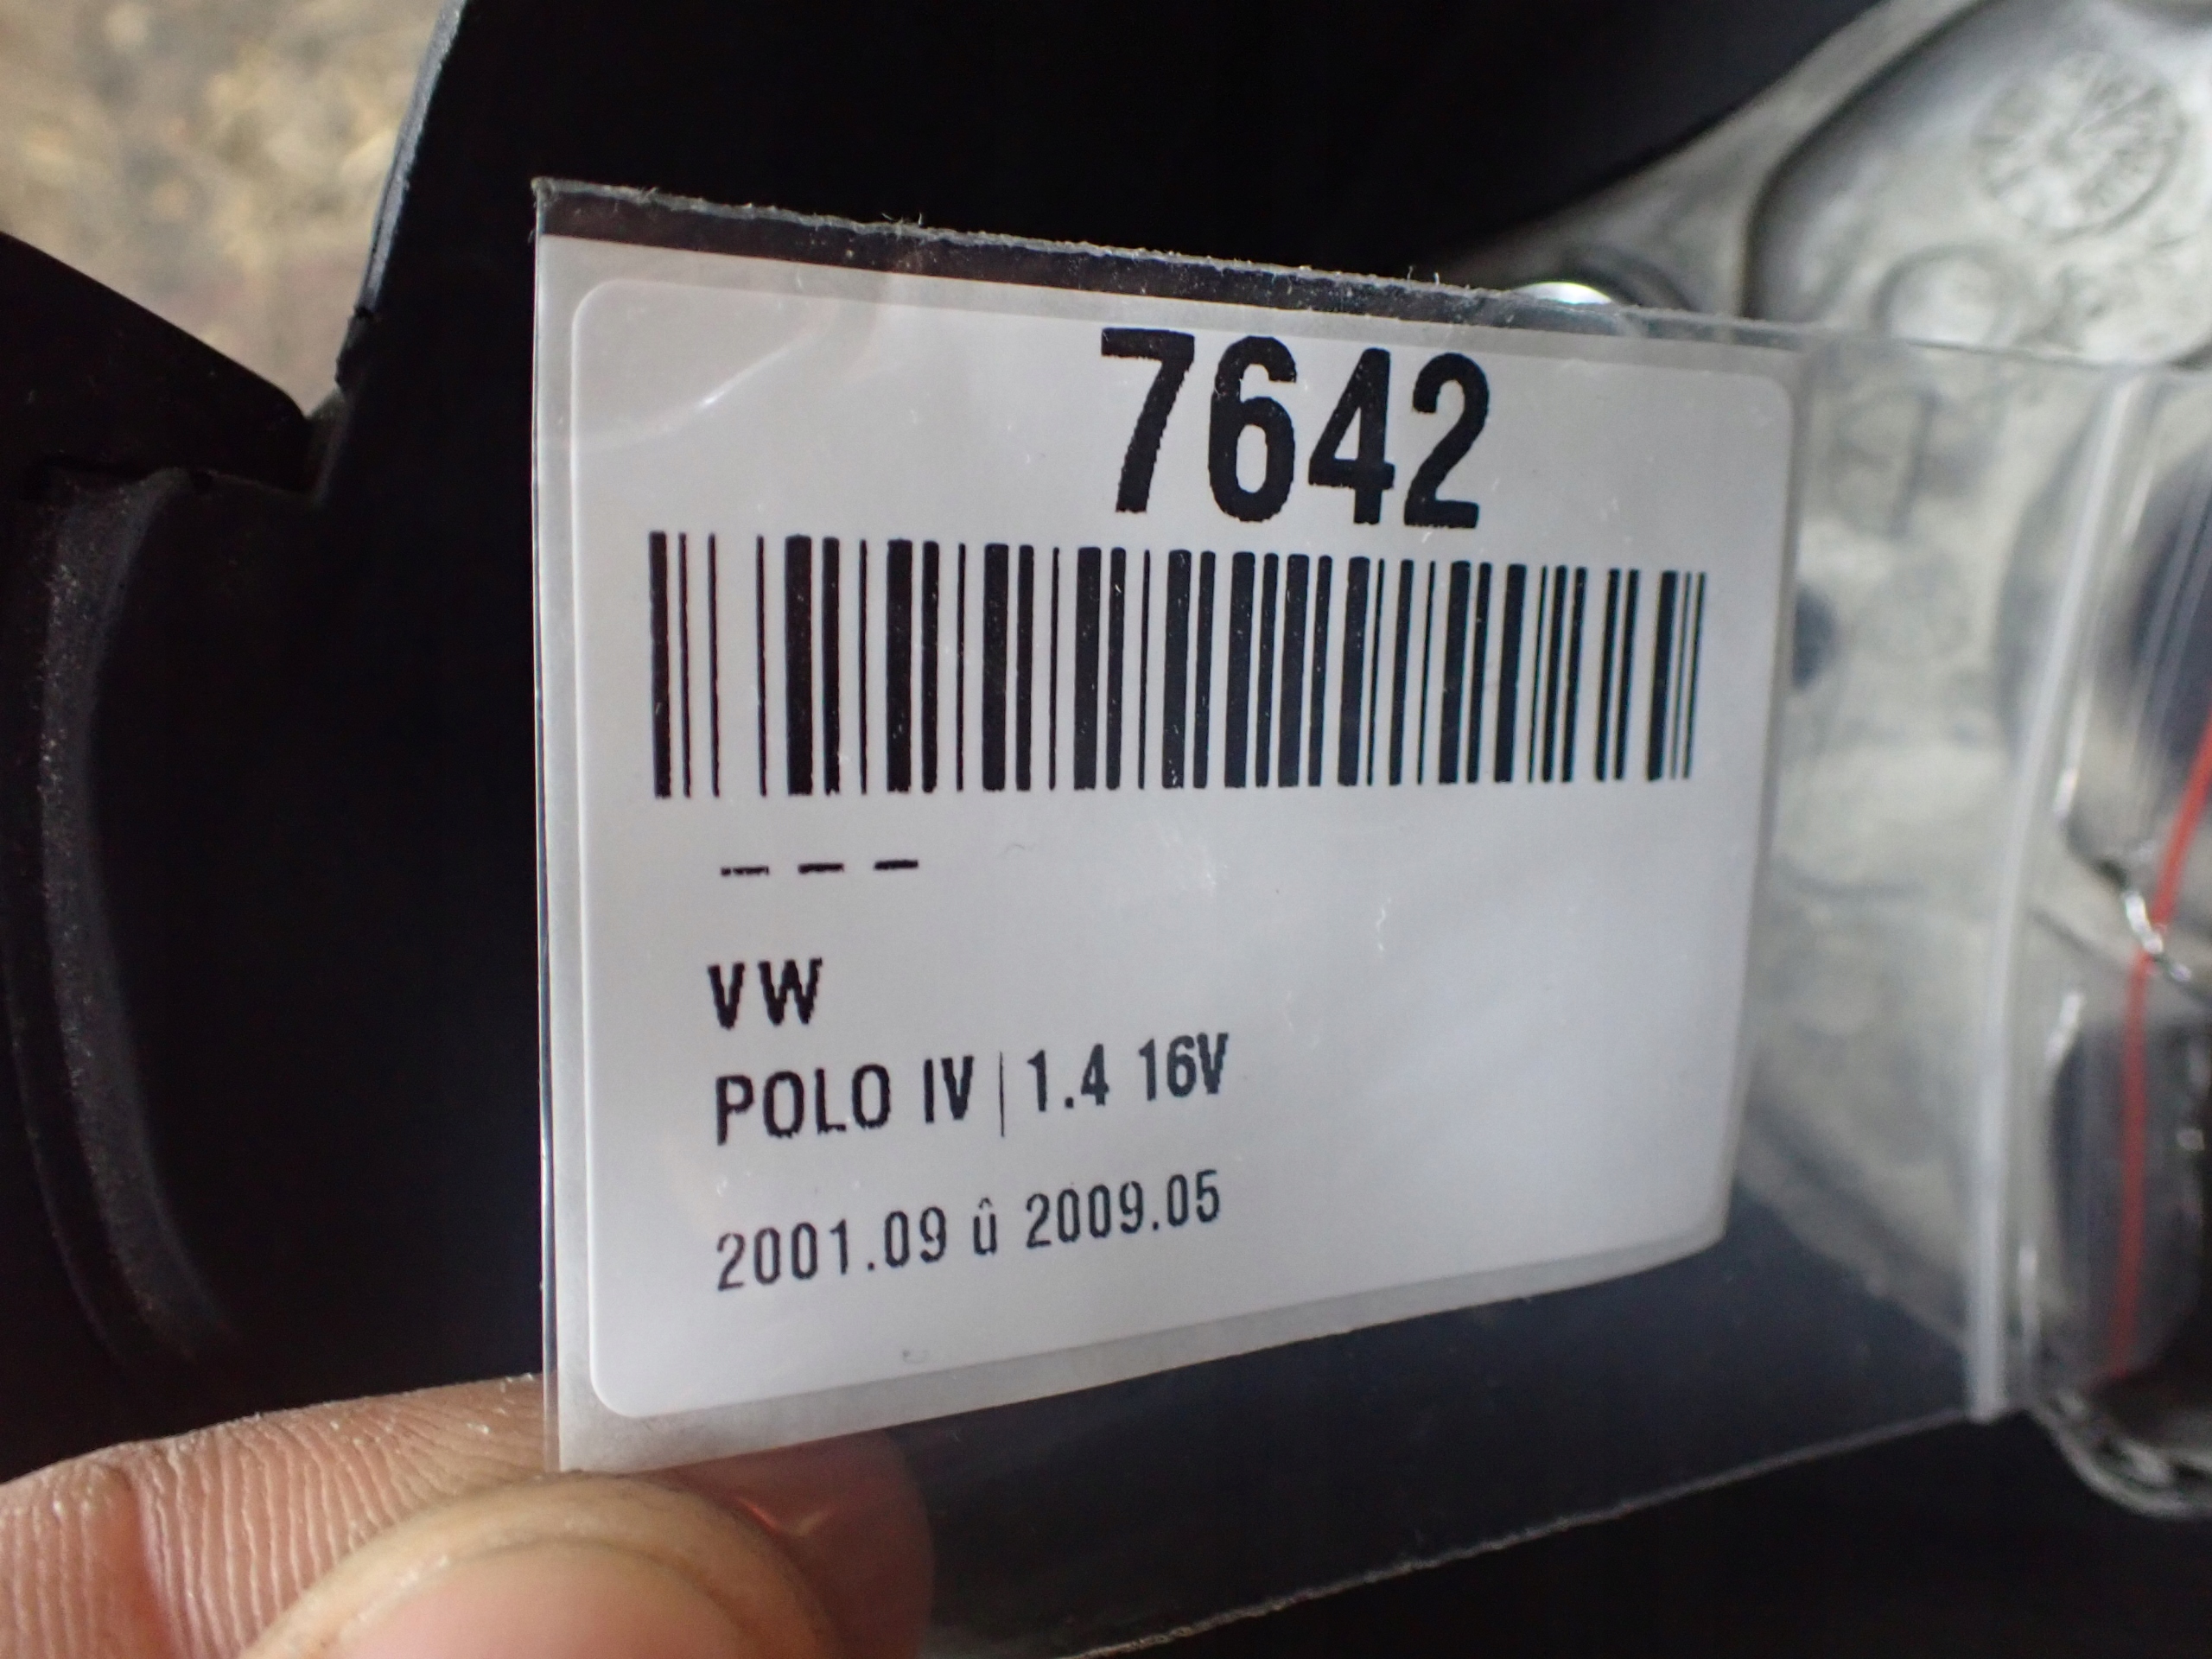 7642
– – –
VW
POLO IV | 1.4 16V
2001.09 û 2009.05